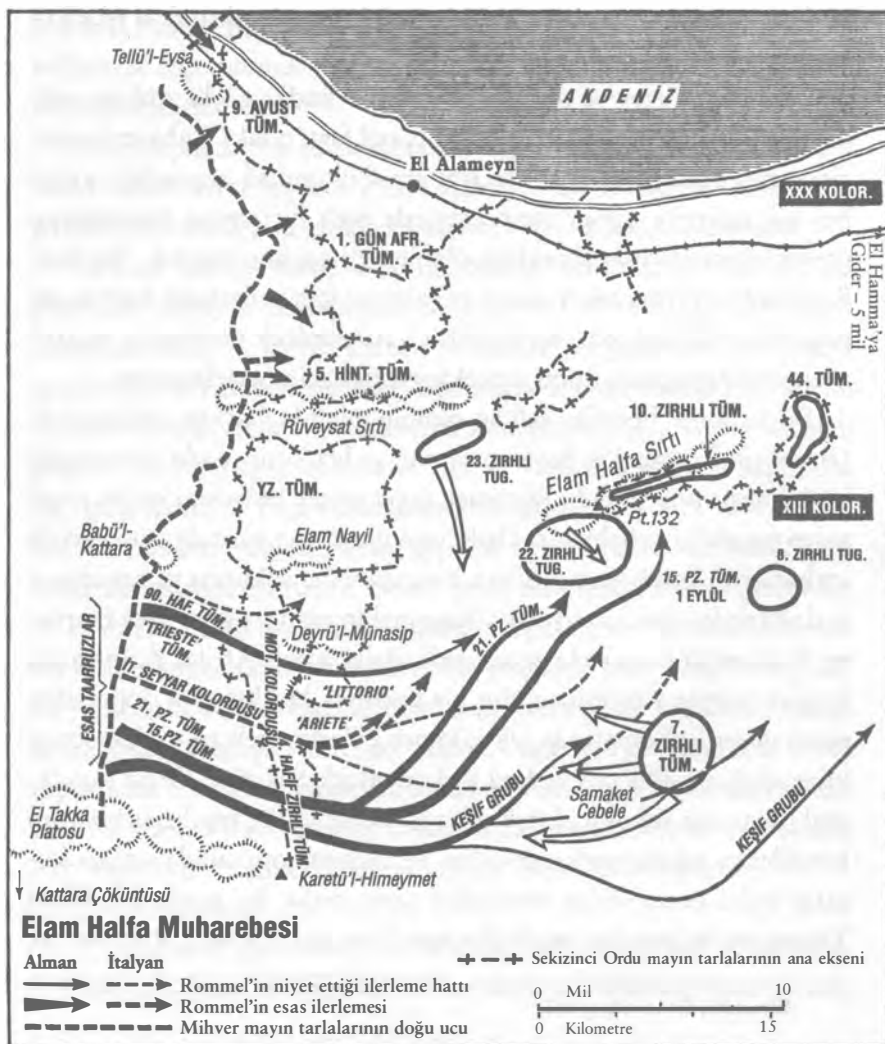 Tellü'l-Eysa
9. AVUST
TÜM.
AKDENİZ
El Alameyn
XXX KOLOR.
El Hamma'ya
Gider – 5 mil
1. GÜN AFR.
TÜM.
5. HİNT. TÜM.
Rüveysat Sırtı
44. TÜM.
10. ZIRHLI TÜM.
23. ZIRHLI
TUG.
Elam Halfa Sırtı
YZ. TÜM.
Pt.132
XIII KOLOR.
Babü'l-
Kattara
Elam Nayil
22. ZIRHLI
TUG.
15. PZ. TÜM.
1 EYLÜL
8. ZIRHLI TUG.
90. HAF. TÜM.
Deyrü'l-Münasip
21. PZ. TÜM.
ESAS TAARRUZLAR
'TRIESTE'
TÜM.
17. MOT. KOLORDUSU
'LITTORIO'
'ARIETE'
İ/T.
SEYYAR KOLORDUSU
21. PZ. TÜM.
15.PZ. TÜM.
7.
ZIRHLI
TÜM.
HAFİF ZIRHLI TÜM.
KEŞİF GRUBU
Samaket
Cebele
KEŞİF GRUBU
El Takka
Platosu
Karetü'l-Himeymet
Kattara Çöküntüsü
Elam Halfa Muharebesi
Alman İtalyan
Rommel'in niyet ettiği ilerleme hattı
Rommel'in esas ilerlemesi
Mihver mayın tarlalarının doğu ucu
Sekizinci Ordu mayın tarlalarının ana ekseni
0 Mil 10
0 Kilometre 15